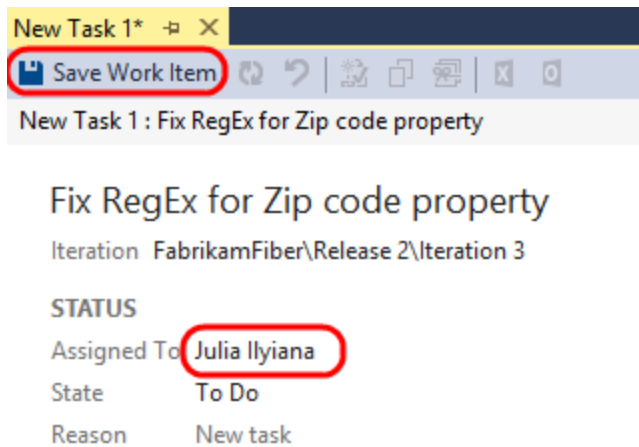 New Task 1*
Save Work Item
New Task 1 : Fix RegEx for Zip code property
Fix RegEx for Zip code property
Iteration FabrikamFiber\Release 2\Iteration 3
STATUS
Assigned To Julia Ilyiana
State To Do
Reason New task